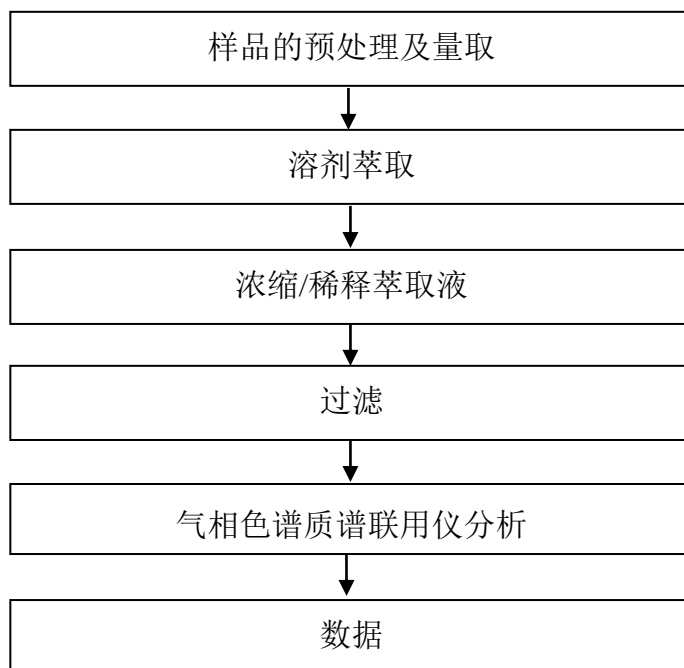 样品的预处理及量取
溶剂萃取
浓缩/稀释萃取液
过滤
气相色谱质谱联用仪分析
数据